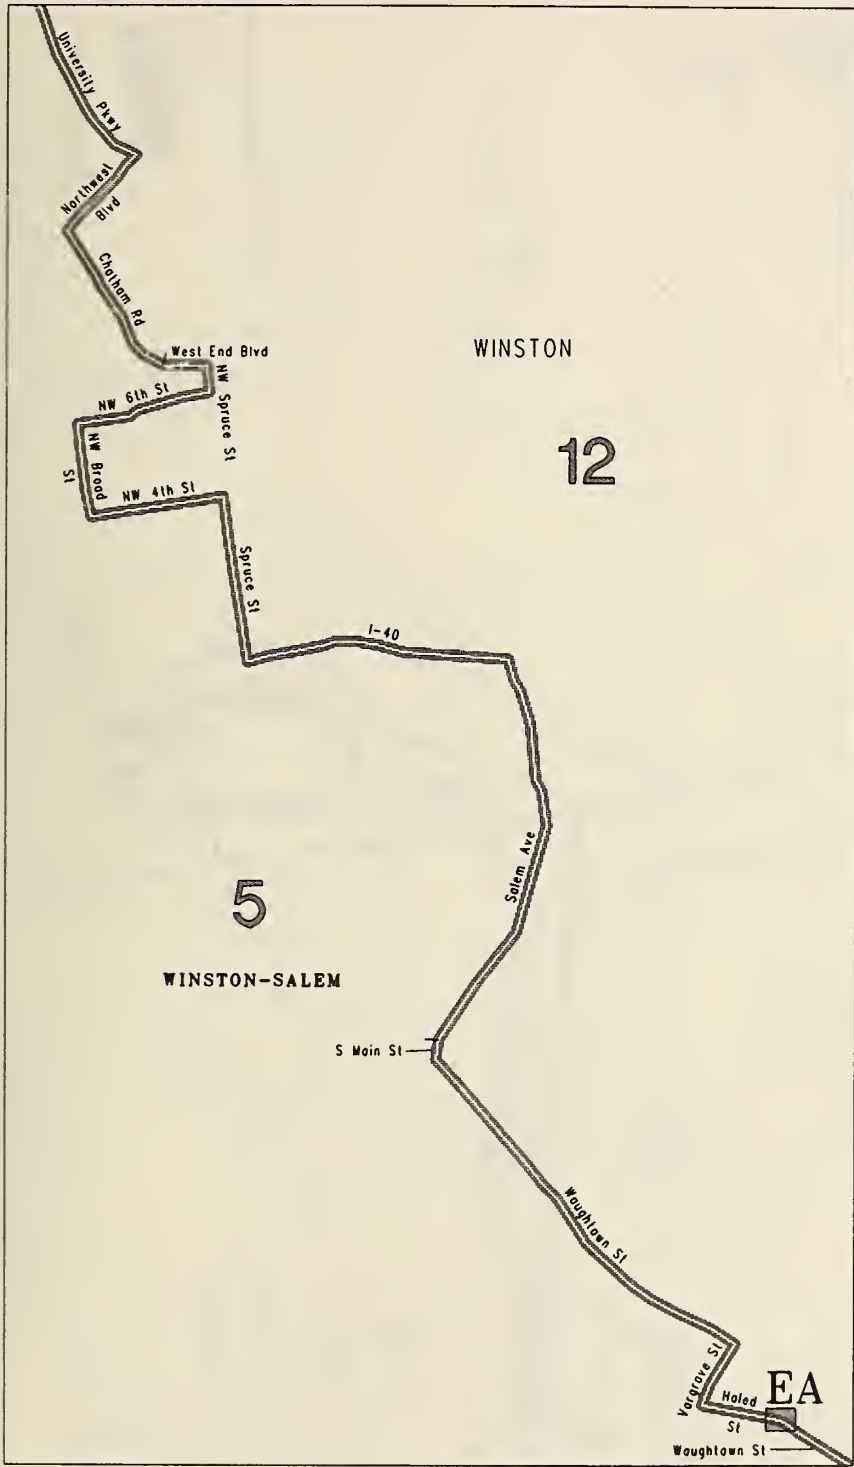 University Pkwy
Northwest
Blvd
Chatham Rd
West End Blvd
NW Spruce St
NW 6th St
NW Broad
St
NW 4th St
WINSTON
12
Spruce St
I-40
Salem Ave
5
WINSTON-SALEM
S Main St
Waughtown St
Vargrove St
Haled
St
EA
Waughtown St